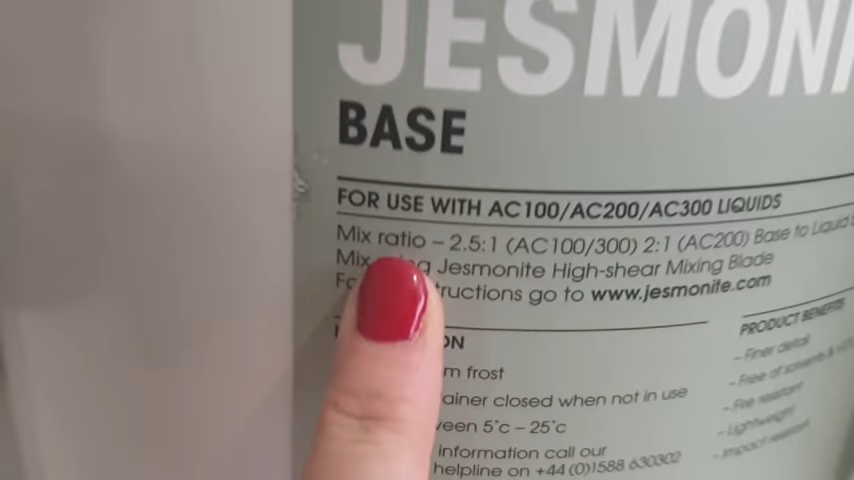 JESMONI
BASE
FOR USE WITH AC100/AC200/AC300 LIQUIDS
Mix ratio – 2.5:1 (AC100/300) 2:1 (AC200) Base to Liquid
Mix Jesmonite High-shear Mixing Blade
tructions go to www.jesmonite.com
ON
m frost
ainer closed when not in use
veen 5°c – 25°c
information call our
helpline on +44 (0)1588 630302
PRODUCT BENEFITS
– Finer detail
– Free of solvents &
– Fire resistant
– Lightweight
– Impact resistant